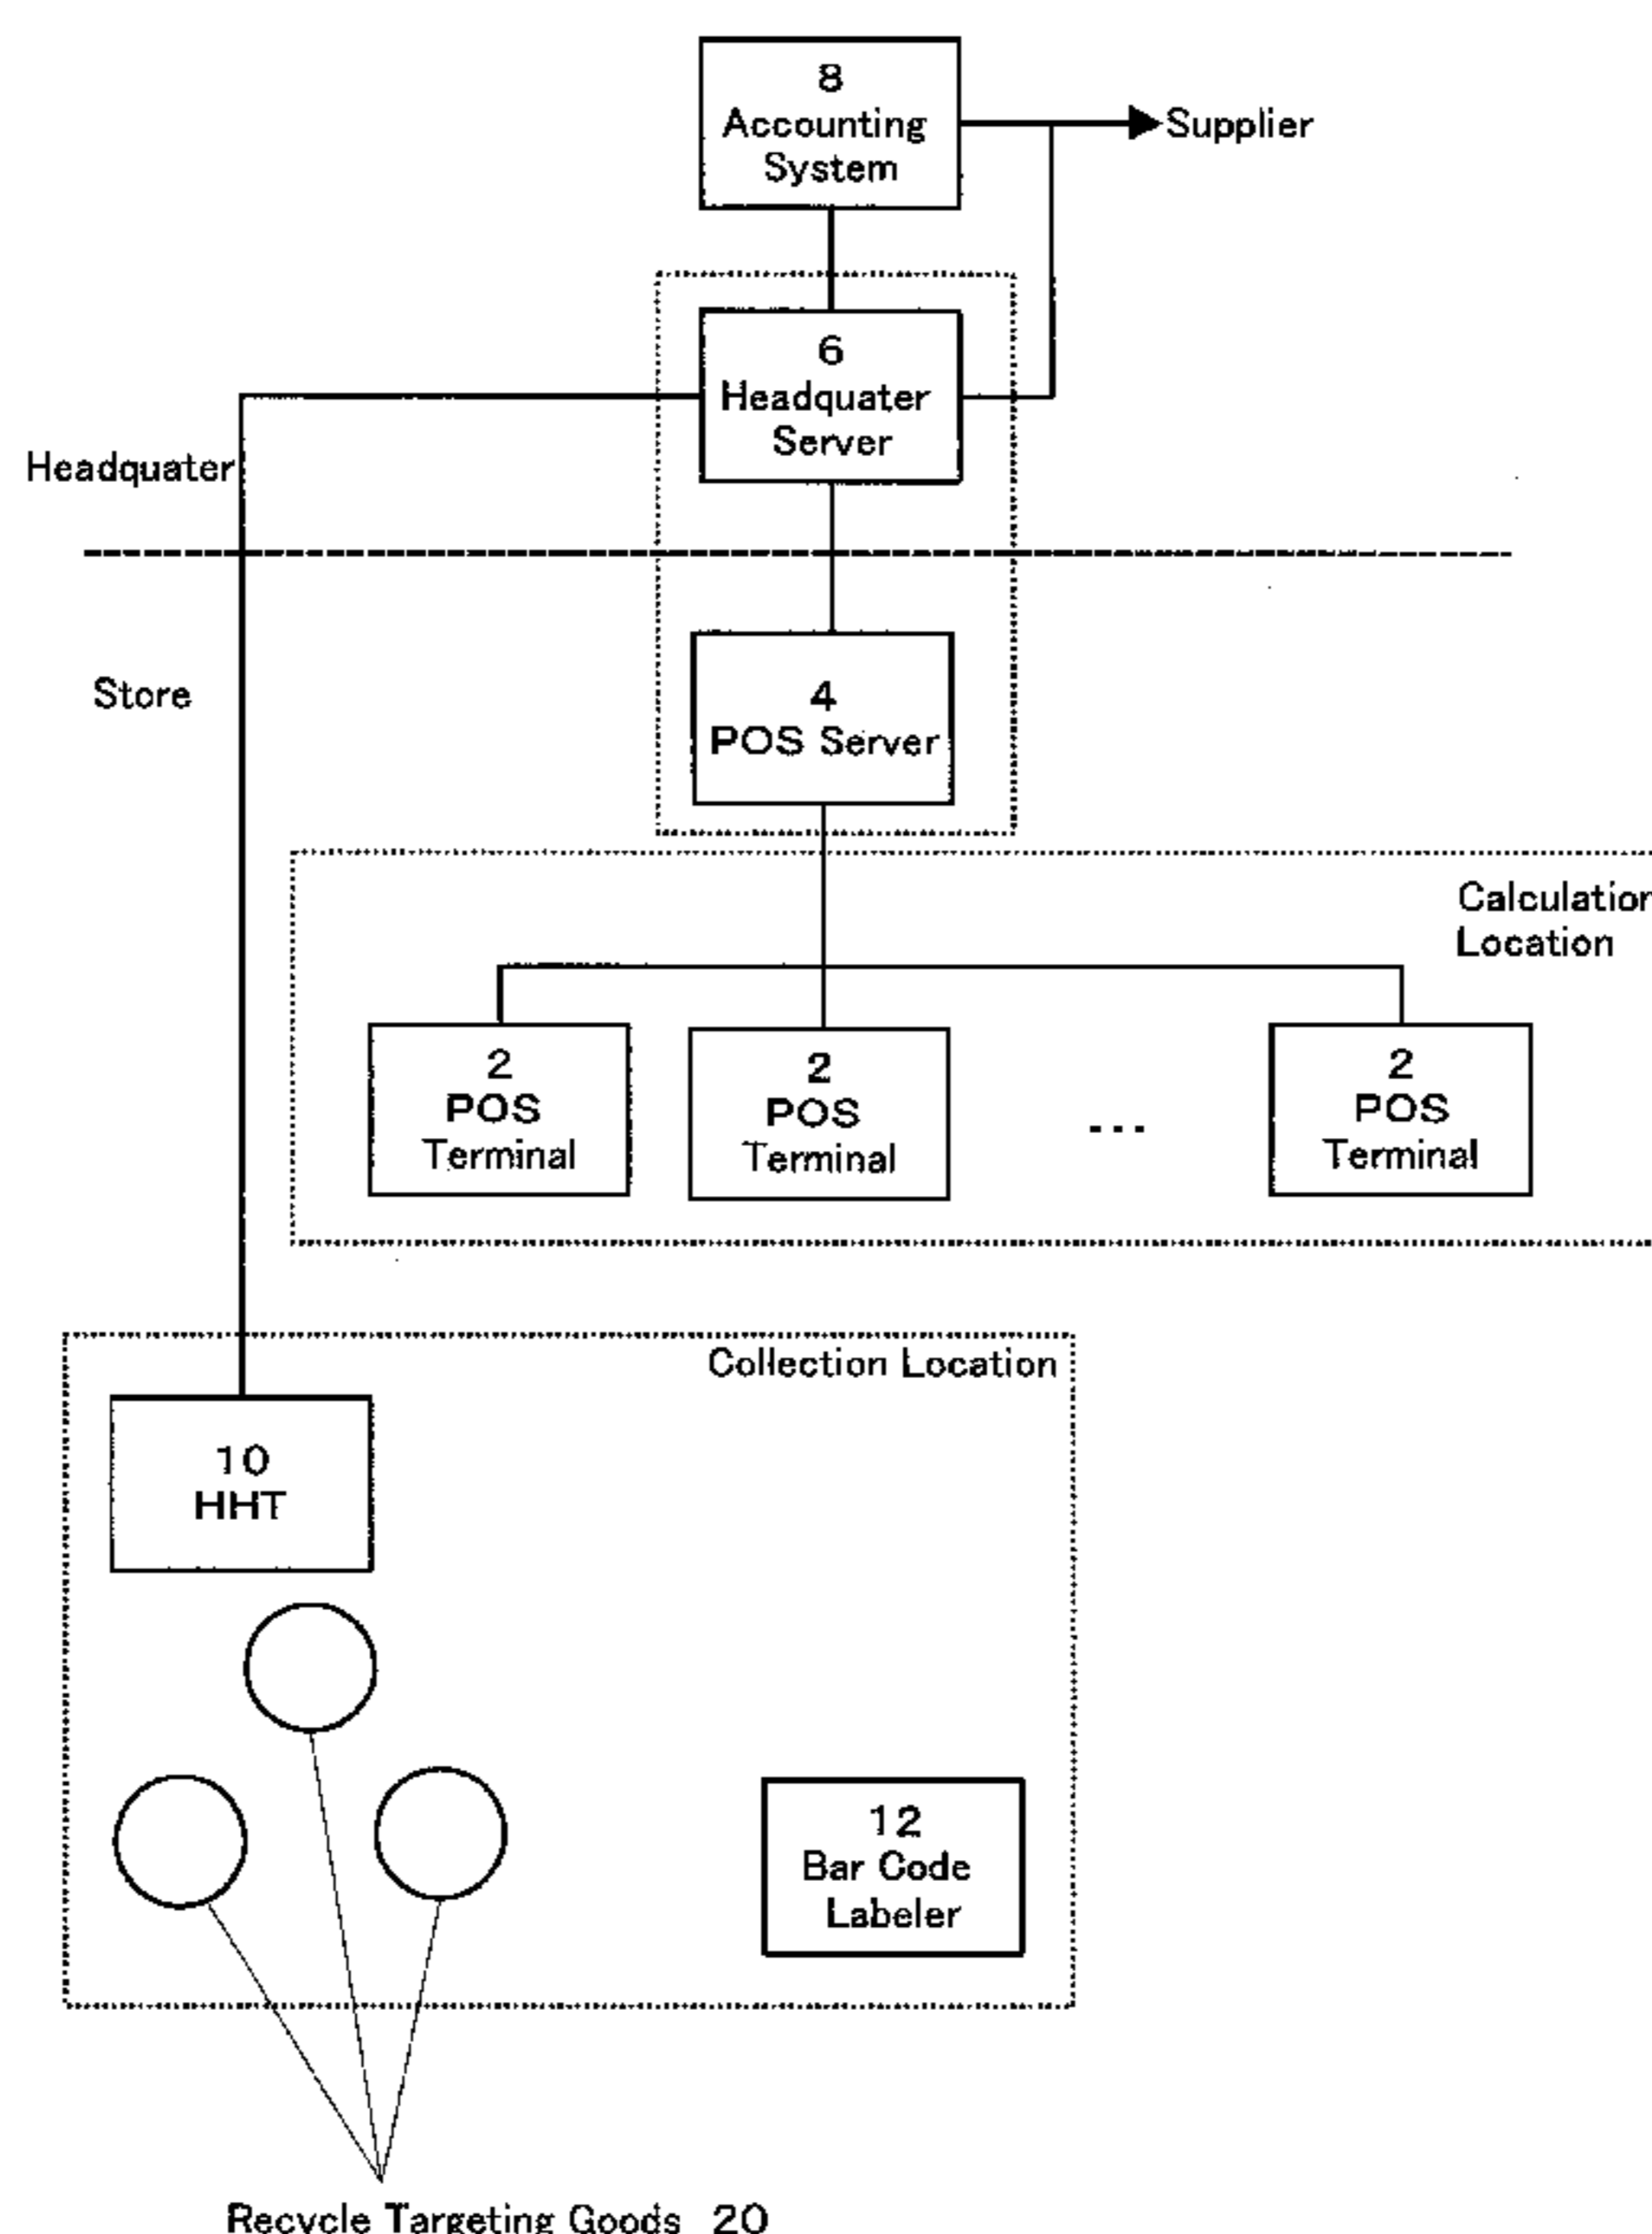 8
Accounting
System
Supplier
6
Headquater
Server
Headquater
Store
4
POS Server
Calculation
Location
2
POS
Terminal
2
POS
Terminal
...
2
POS
Terminal
Collection Location
10
HHT
12
Bar Code
Labeler
Recycle Targeting Goods 20